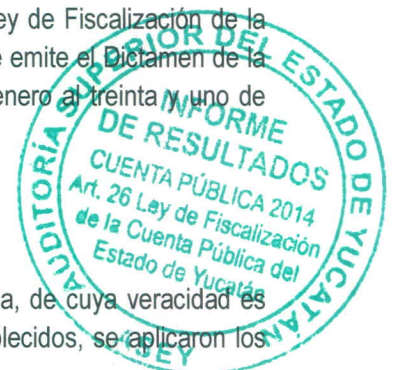 ey de Fiscalización de la
e emite el Dictamen de la
enero al treinta y uno de
AUDITORÍA SUPERIOR DEL ESTADO DE YUCATÁN
INFORME
DE RESULTADOS
CUENTA PÚBLICA 2014
Art. 26 Ley de Fiscalización
de la Cuenta Pública del
Estado de Yucatán
ASEY
a, de cuya veracidad es
olecidos, se aplicaron los